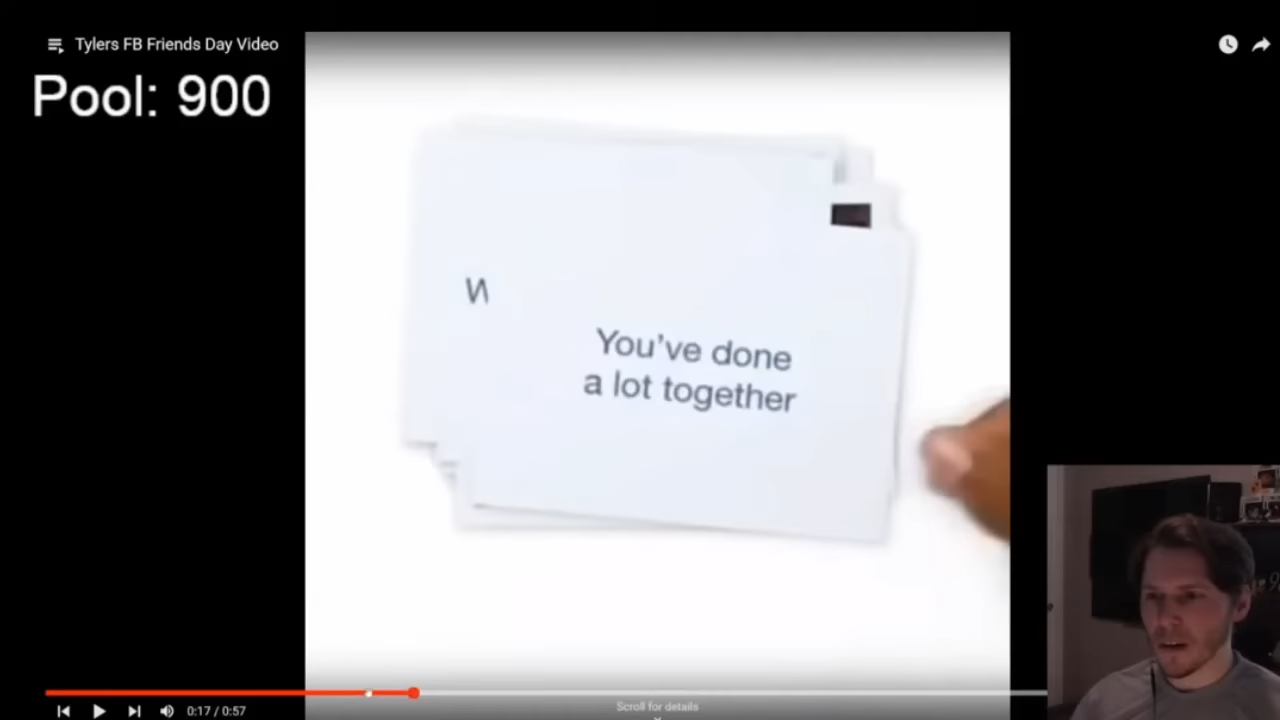 Tylers FB Friends Day Video
Pool: 900
W
You've done
a lot together
0:17 / 0:57
Scroll for details